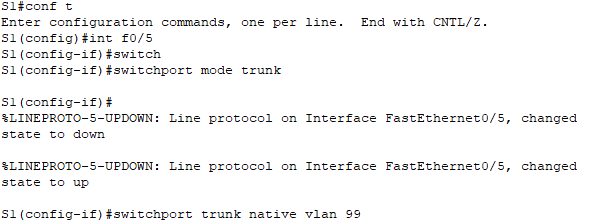 S1#conf t
Enter configuration commands, one per line.  End with CNTL/Z.
S1(config)#int f0/5
S1(config-if)#switch
S1(config-if)#switchport mode trunk
S1(config-if)#
%LINEPROTO-5-UPDOWN: Line protocol on Interface FastEthernet0/5, changed
state to down
%LINEPROTO-5-UPDOWN: Line protocol on Interface FastEthernet0/5, changed
state to up
S1(config-if)#switchport trunk native vlan 99